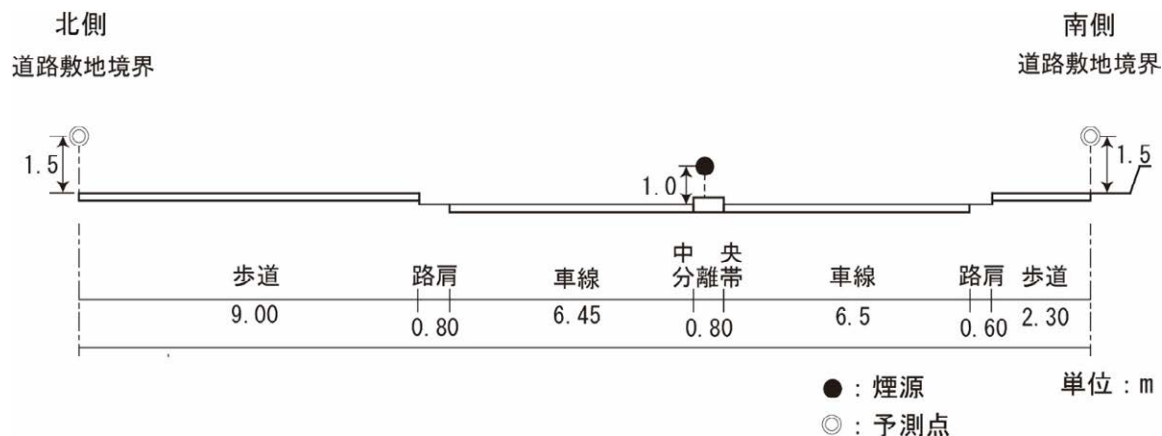 北側
道路敷地境界
南側
道路敷地境界
1.5
1.0
1.5
歩道
路肩
車線
中央
分離帯
車線
路肩
歩道
9.00
0.80
6.45
0.80
6.5
0.60
2.30
●：煙源
単位：m
◎：予測点